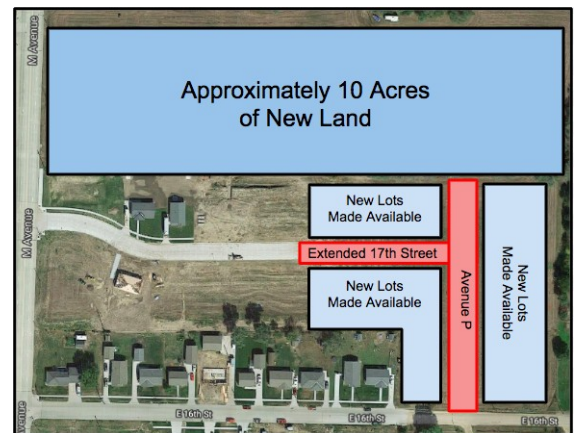 M Avenue
Approximately 10 Acres
of New Land
New Lots
Made Available
M Avenue
Extended 17th Street
Avenue P
New Lots
Made Available
New Lots
Made Available
M Avenue
E 16th St
E 16th St
E 16th St